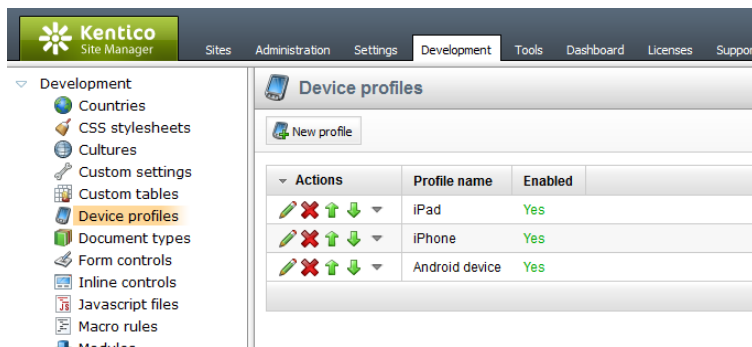 Kentico
Site Manager
Sites Administration Settings Development Tools Dashboard Licenses Suppor
Development
Countries
CSS stylesheets
Cultures
Custom settings
Custom tables
Device profiles
Document types
Form controls
Inline controls
Javascript files
Macro rules
Modules
Device profiles
New profile
Actions Profile name Enabled
iPad Yes
iPhone Yes
Android device Yes